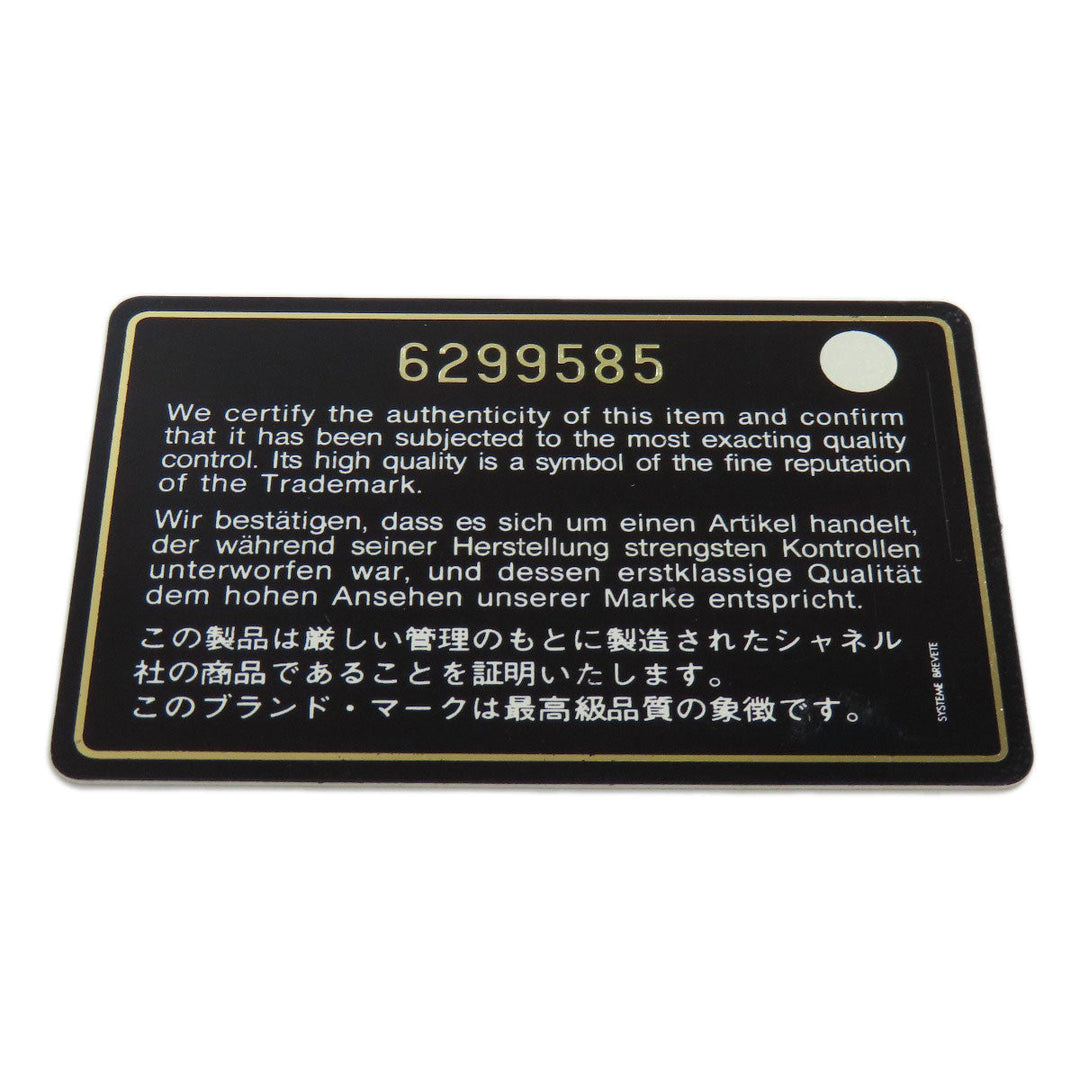 6299585
We certify the authenticity of this item and confirm
that it has been subjected to the most exacting quality
control. Its high quality is a symbol of the fine reputation
of the Trademark.
Wir bestätigen, dass es sich um einen Artikel handelt,
der während seiner Herstellung strengsten Kontrollen
unterworfen war, und dessen erstklassige Qualität
dem hohen Ansehen unserer Marke entspricht.
この製品は厳しい管理のもとに製造されたシャネル
社の商品であることを証明いたします。
このブランド・マークは最高級品質の象徴です。
SYSTEME BREVETE